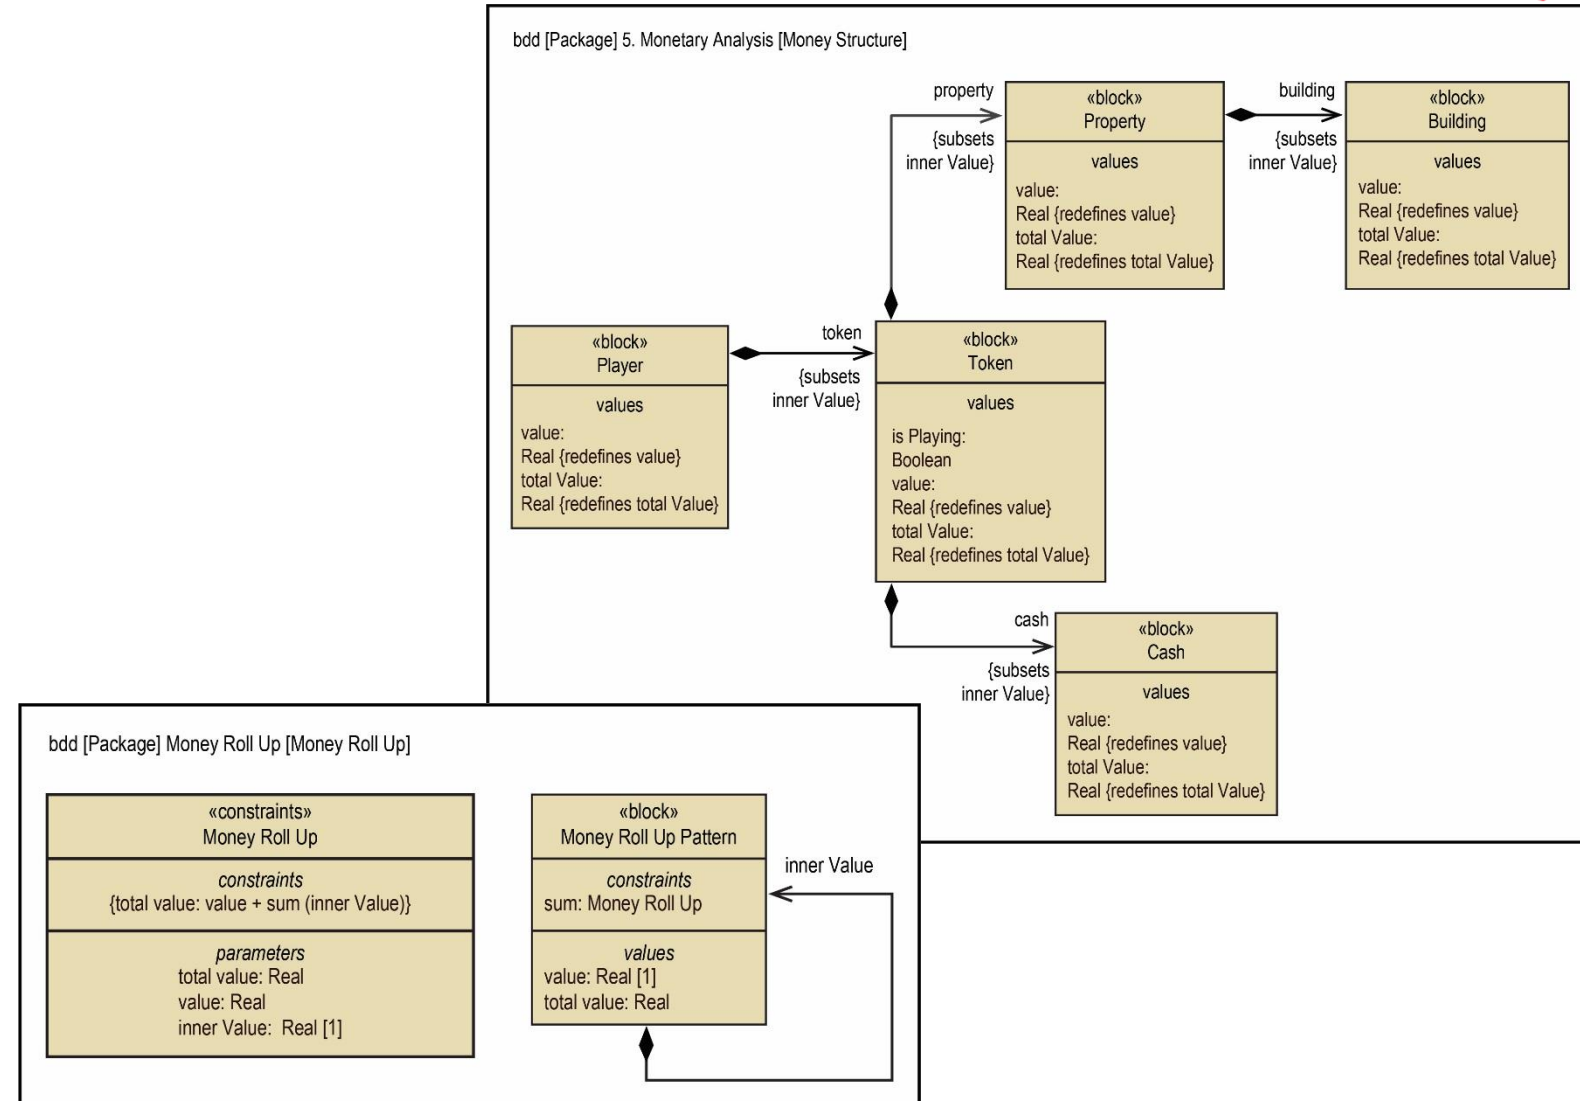 bdd [Package] 5. Monetary Analysis [Money Structure]
property
{subsets
inner Value}
«block»
Property
values
value:
Real {redefines value}
total Value:
Real {redefines total Value}
building
{subsets
inner Value}
«block»
Building
values
value:
Real {redefines value}
total Value:
Real {redefines total Value}
«block»
Player
values
value:
Real {redefines value}
total Value:
Real {redefines total Value}
token
{subsets
inner Value}
«block»
Token
values
is Playing:
Boolean
value:
Real {redefines value}
total Value:
Real {redefines total Value}
cash
{subsets
inner Value}
«block»
Cash
values
value:
Real {redefines value}
total Value:
Real {redefines total Value}
bdd [Package] Money Roll Up [Money Roll Up]
«constraints»
Money Roll Up
constraints
{total value: value + sum (inner Value)}
parameters
total value: Real
value: Real
inner Value: Real [1]
«block»
Money Roll Up Pattern
constraints
sum: Money Roll Up
values
value: Real [1]
total value: Real
inner Value